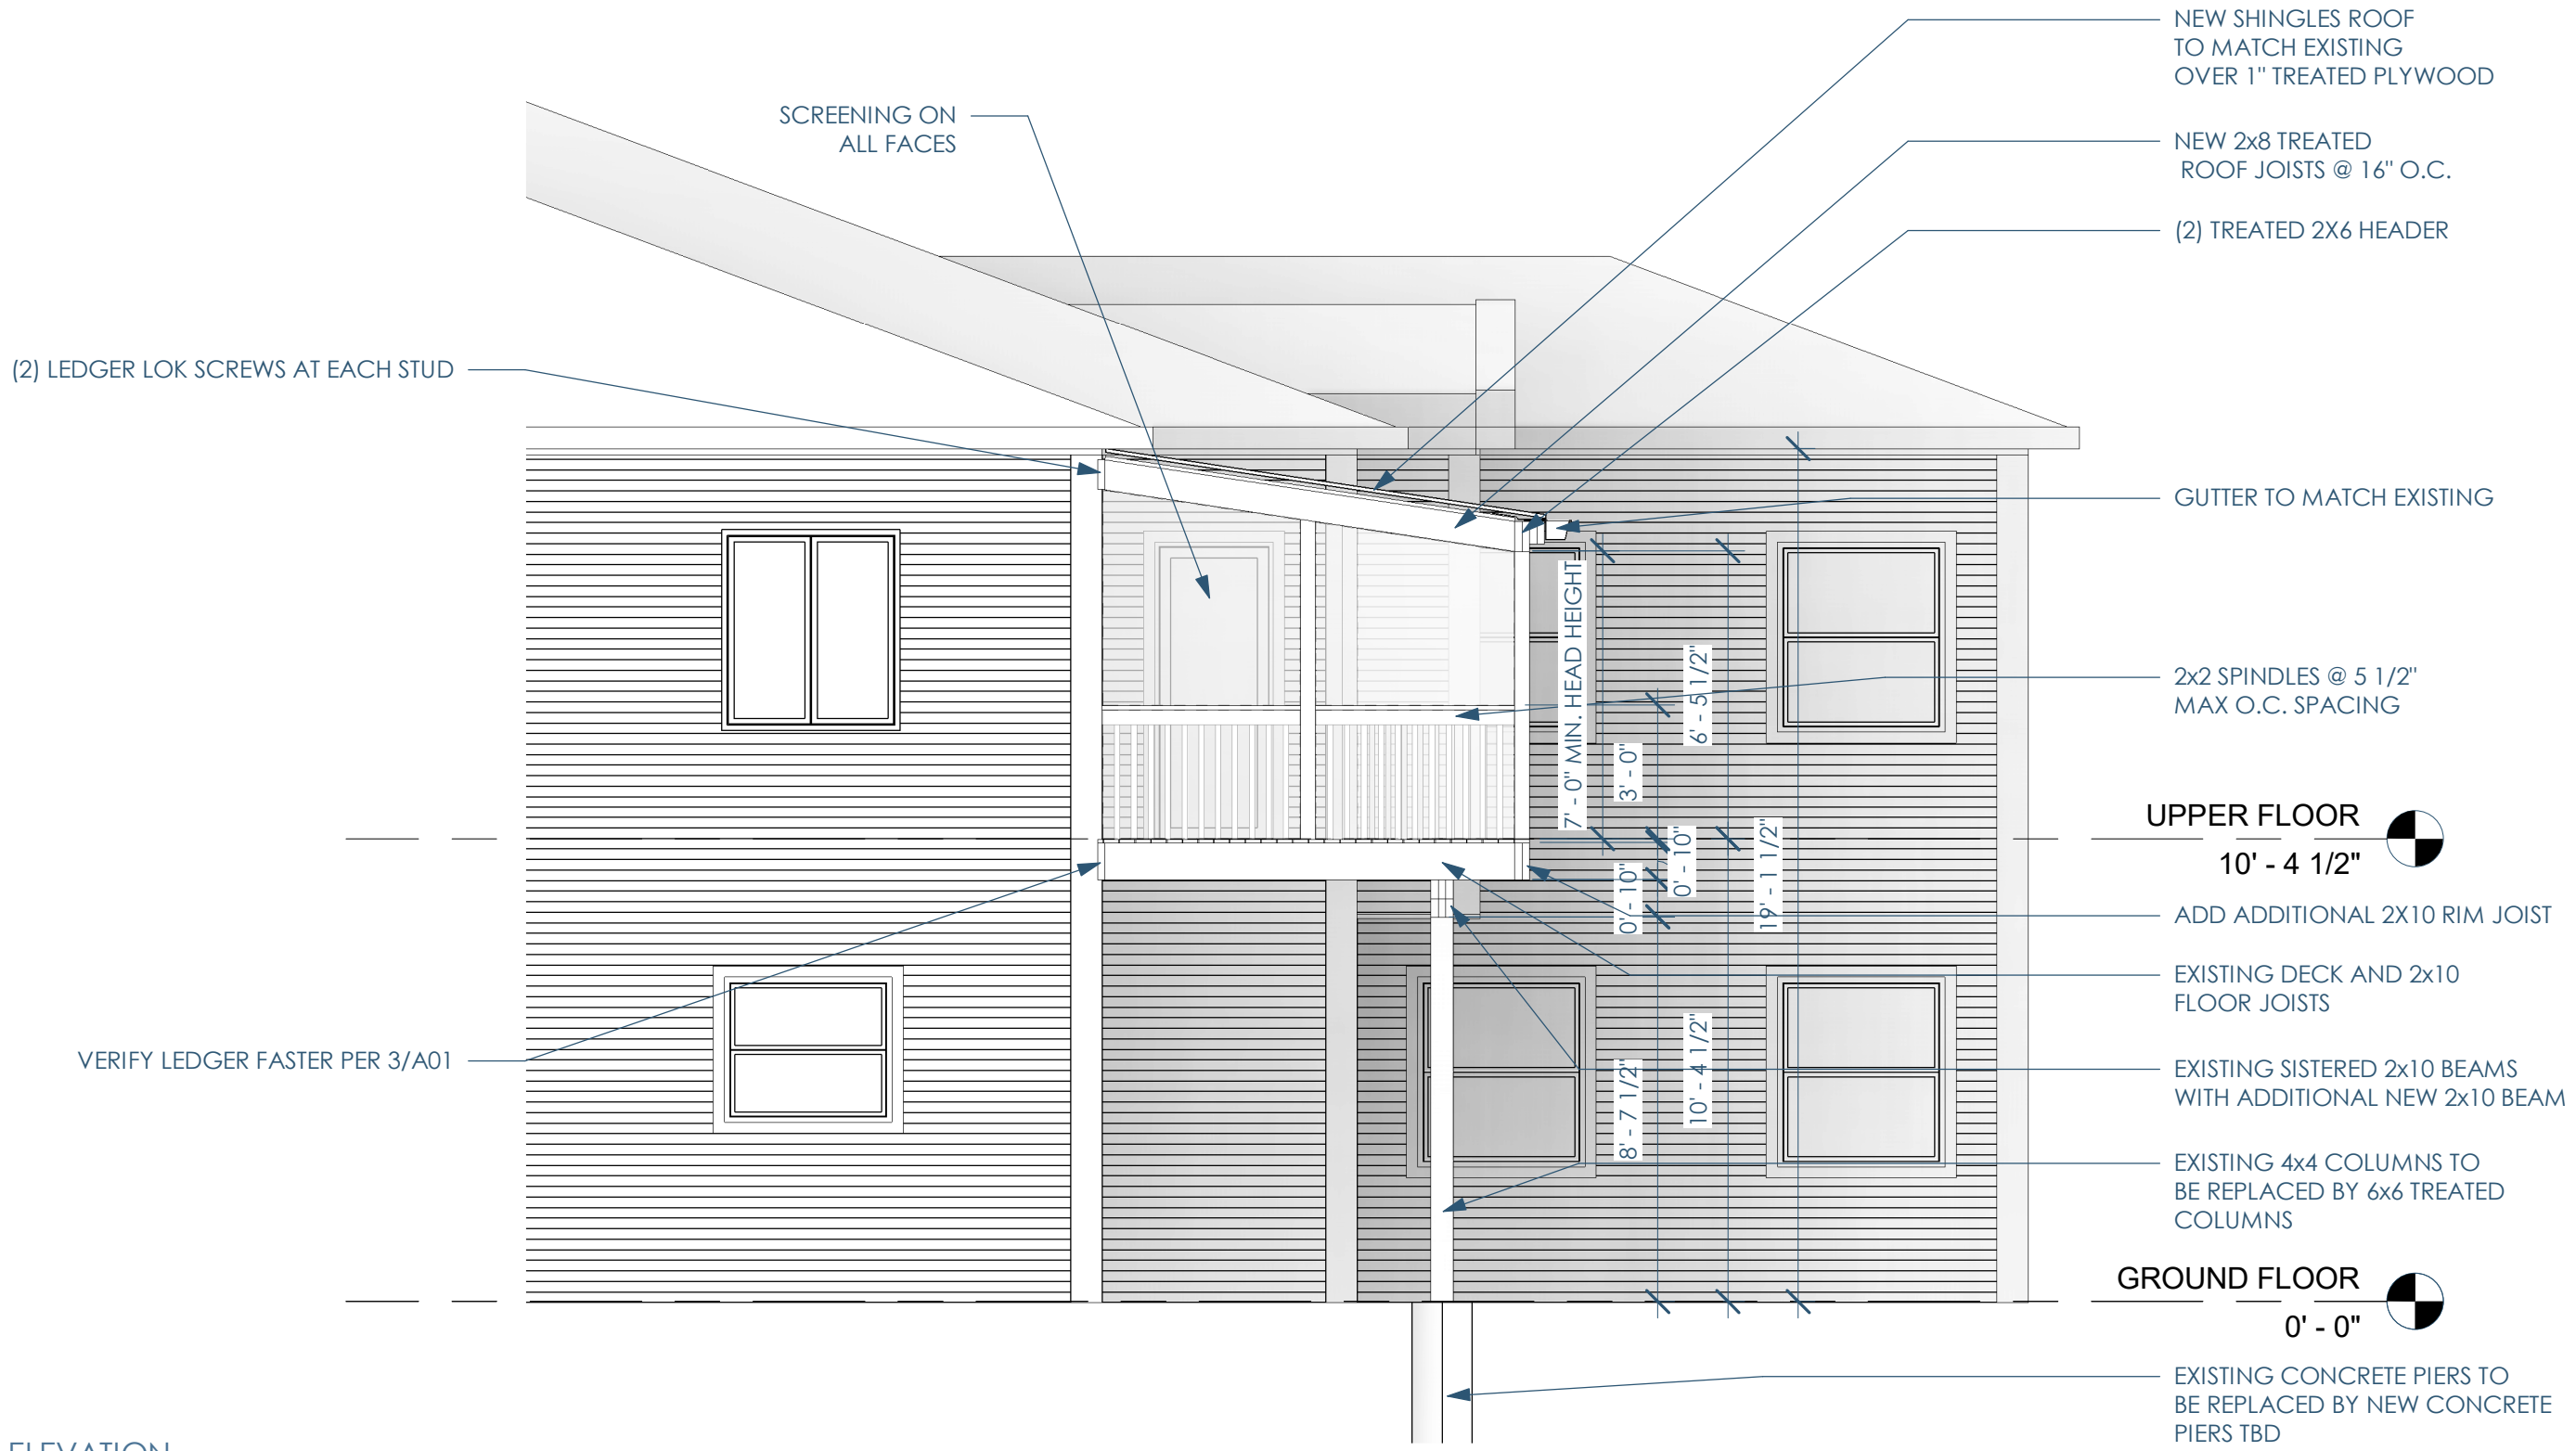 NEW SHINGLES ROOF
TO MATCH EXISTING
OVER 1" TREATED PLYWOOD
SCREENING ON
ALL FACES
NEW 2x8 TREATED
ROOF JOISTS @ 16" O.C.
(2) TREATED 2X6 HEADER
(2) LEDGER LOK SCREWS AT EACH STUD
GUTTER TO MATCH EXISTING
7' - 0" MIN. HEAD HEIGHT
6' - 5 1/2"
3' - 0"
2x2 SPINDLES @ 5 1/2"
MAX O.C. SPACING
UPPER FLOOR
10' - 4 1/2"
0' - 10"
0' - 10"
19' - 1 1/2"
ADD ADDITIONAL 2X10 RIM JOIST
EXISTING DECK AND 2x10
FLOOR JOISTS
VERIFY LEDGER FASTER PER 3/A01
8' - 7 1/2"
10' - 4 1/2"
EXISTING SISTERED 2x10 BEAMS
WITH ADDITIONAL NEW 2x10 BEAM
EXISTING 4x4 COLUMNS TO
BE REPLACED BY 6x6 TREATED
COLUMNS
GROUND FLOOR
0' - 0"
EXISTING CONCRETE PIERS TO
BE REPLACED BY NEW CONCRETE
PIERS TBD
ELEVATION